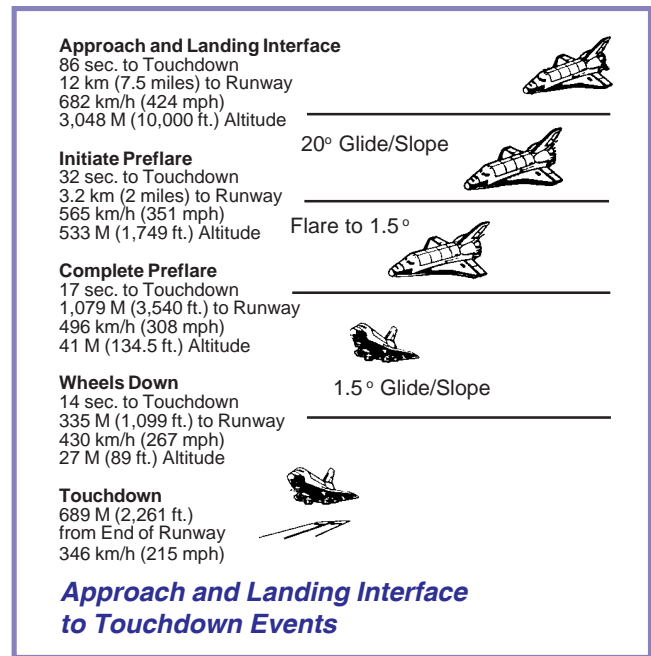 Approach and Landing Interface
86 sec. to Touchdown
12 km (7.5 miles) to Runway
682 km/h (424 mph)
3,048 M (10,000 ft.) Altitude
20° Glide/Slope
Initiate Preflare
32 sec. to Touchdown
3.2 km (2 miles) to Runway
565 km/h (351 mph)
533 M (1,749 ft.) Altitude
Flare to 1.5°
Complete Preflare
17 sec. to Touchdown
1,079 M (3,540 ft.) to Runway
496 km/h (308 mph)
41 M (134.5 ft.) Altitude
1.5° Glide/Slope
Wheels Down
14 sec. to Touchdown
335 M (1,099 ft.) to Runway
430 km/h (267 mph)
27 M (89 ft.) Altitude
Touchdown
689 M (2,261 ft.)
from End of Runway
346 km/h (215 mph)
Approach and Landing Interface
to Touchdown Events